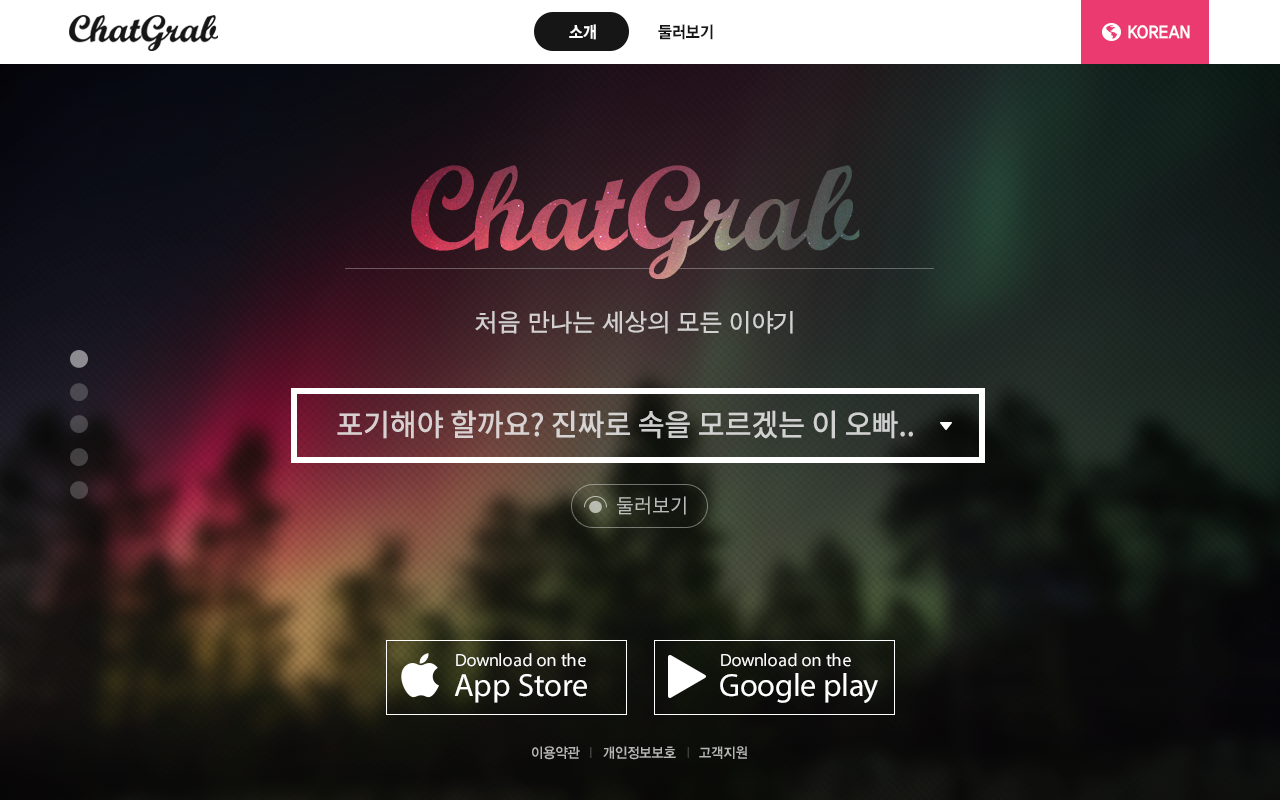 ChatGrab
소개
둘러보기
KOREAN
ChatGrab
처음 만나는 세상의 모든 이야기
포기해야 할까요? 진짜로 속을 모르겠는 이 오빠..
둘러보기
Download on the
App Store
Download on the
Google play
이용약관 | 개인정보보호 | 고객지원